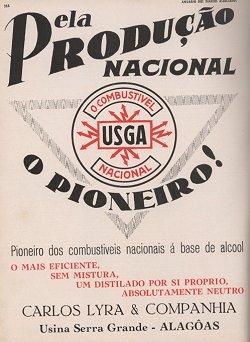 Pela
PRODUÇÃO
NACIONAL
O COMBUSTIVEL
USGA
NACIONAL
O PIONEIRO!
Pioneiro dos combustíveis nacionais á base de alcool
O MAIS EFICIENTE,
SEM MISTURA,
UM DISTILADO POR SI PROPRIO,
ABSOLUTAMENTE NEUTRO
CARLOS LYRA & COMPANHIA
Usina Serra Grande - ALAGÔAS